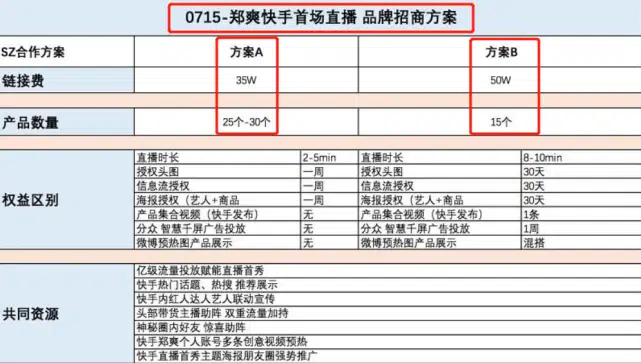 0715-郑爽快手首场直播 品牌招商方案
SZ合作方案 方案A 方案B
链接费 35W 50W
产品数量 25个-30个 15个
权益区别
直播时长 2-5min 直播时长 8-10min
授权头图 一周 授权头图 30天
信息流授权 一周 信息流授权 30天
海报授权（艺人+商品 一周 海报授权（艺人+商品 30天
产品集合视频（快手发布） 无 产品集合视频（快手发布） 1条
分众 智慧千屏广告投放 无 分众 智慧千屏广告投放 1周
微博预热图产品展示 无 微博预热图产品展示 混搭
共同资源
亿级流量投放赋能直播首秀
快手热门话题、热搜 推荐展示
快手内红人达人艺人联动宣传
头部带货主播助阵 双重流量加持
神秘圈内好友 惊喜助阵
快手郑爽个人账号多条创意视频预热
快手直播首秀主题海报朋友圈强势推广